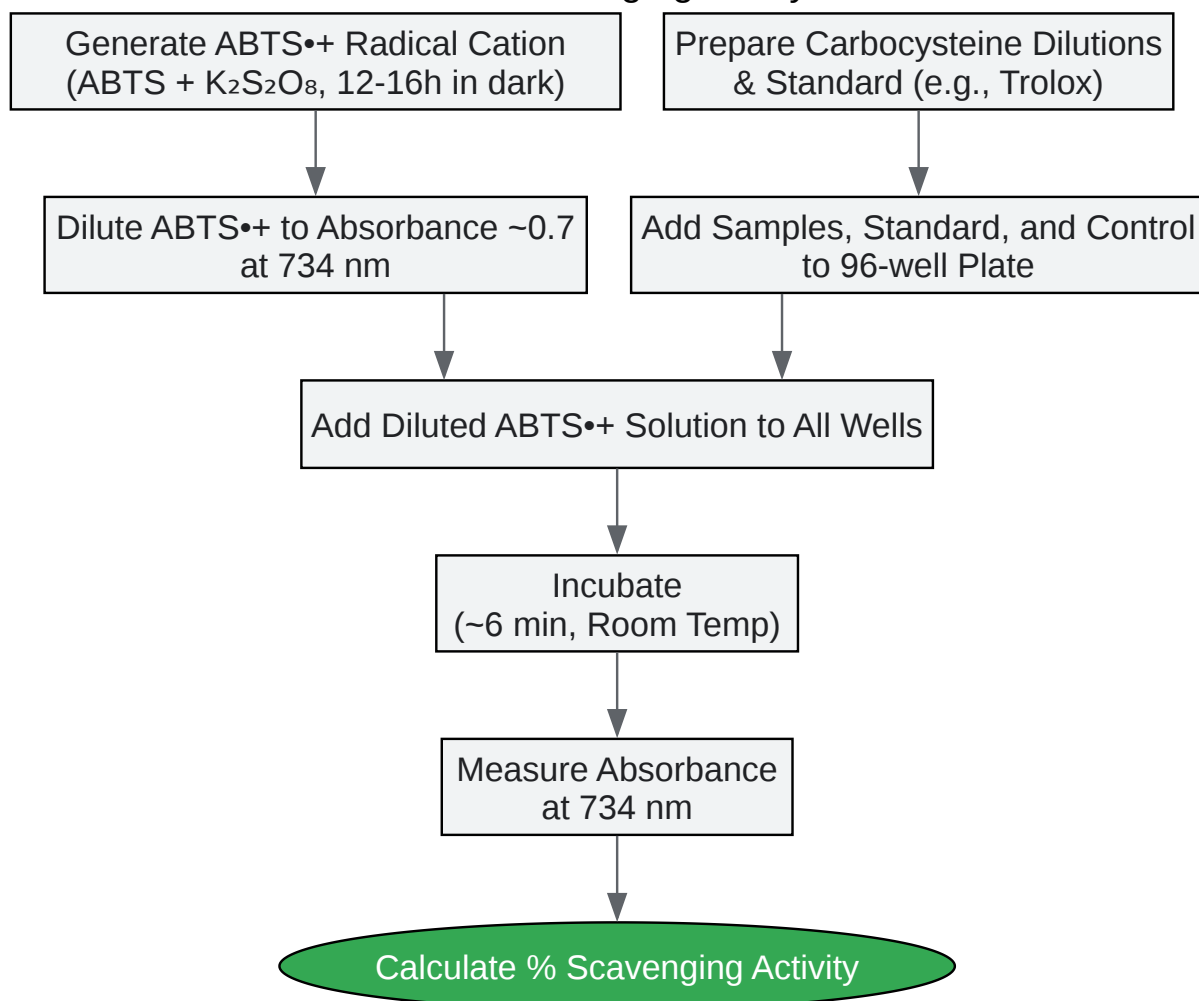 Generate ABTS•+ Radical Cation
(ABTS + K₂S₂O₈, 12-16h in dark)
Prepare Carbocysteine Dilutions
& Standard (e.g., Trolox)
Dilute ABTS•+ to Absorbance ~0.7
at 734 nm
Add Samples, Standard, and Control
to 96-well Plate
Add Diluted ABTS•+ Solution to All Wells
Incubate
(~6 min, Room Temp)
Measure Absorbance
at 734 nm
Calculate % Scavenging Activity